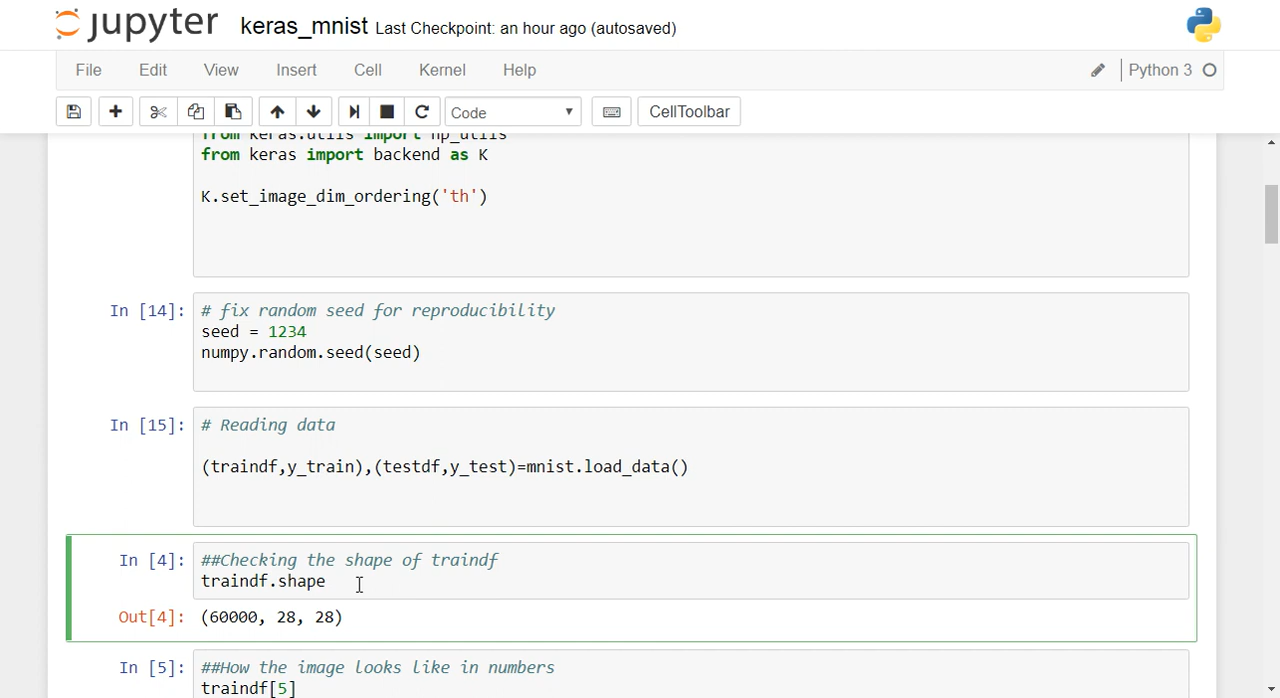 jupyter keras_mnist Last Checkpoint: an hour ago (autosaved)
File Edit View Insert Cell Kernel Help Python 3
Code CellToolbar
from keras.utils import np_utils
from keras import backend as K
K.set_image_dim_ordering('th')
In [14]: # fix random seed for reproducibility
seed = 1234
numpy.random.seed(seed)
In [15]: # Reading data
(traindf,y_train),(testdf,y_test)=mnist.load_data()
In [4]: ##Checking the shape of traindf
traindf.shape
Out[4]: (60000, 28, 28)
In [5]: ##How the image looks like in numbers
traindf[5]